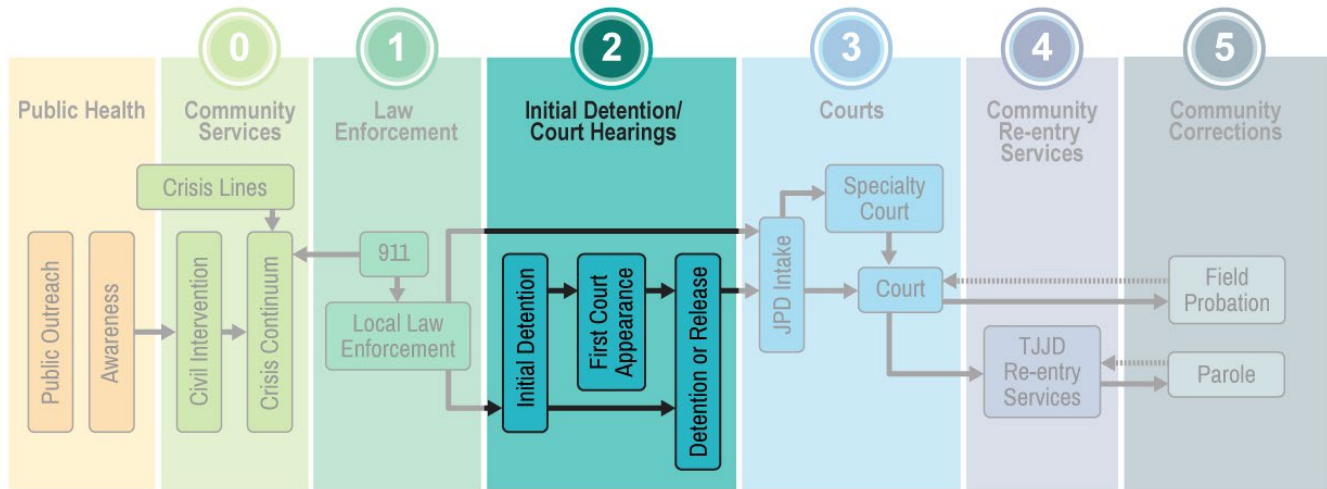 0
1
2
3
4
5
Public Health
Community
Services
Law
Enforcement
Initial Detention/
Court Hearings
Courts
Community
Re-entry
Services
Community
Corrections
Public Outreach
Awareness
Crisis Lines
Civil Intervention
Crisis Continuum
911
Local Law
Enforcement
Initial Detention
First Court
Appearance
Detention or Release
JPD Intake
Specialty
Court
Court
TJJD
Re-entry
Services
Field
Probation
Parole